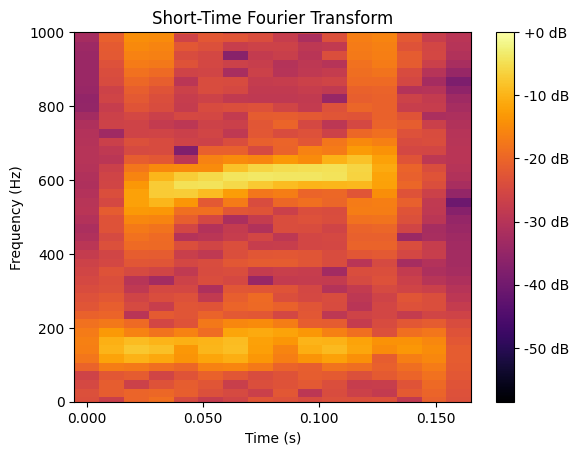 Short-Time Fourier Transform
1000
800
600
400
200
0
Frequency (Hz)
0.000
0.050
0.100
0.150
Time (s)
+0 dB
-10 dB
-20 dB
-30 dB
-40 dB
-50 dB